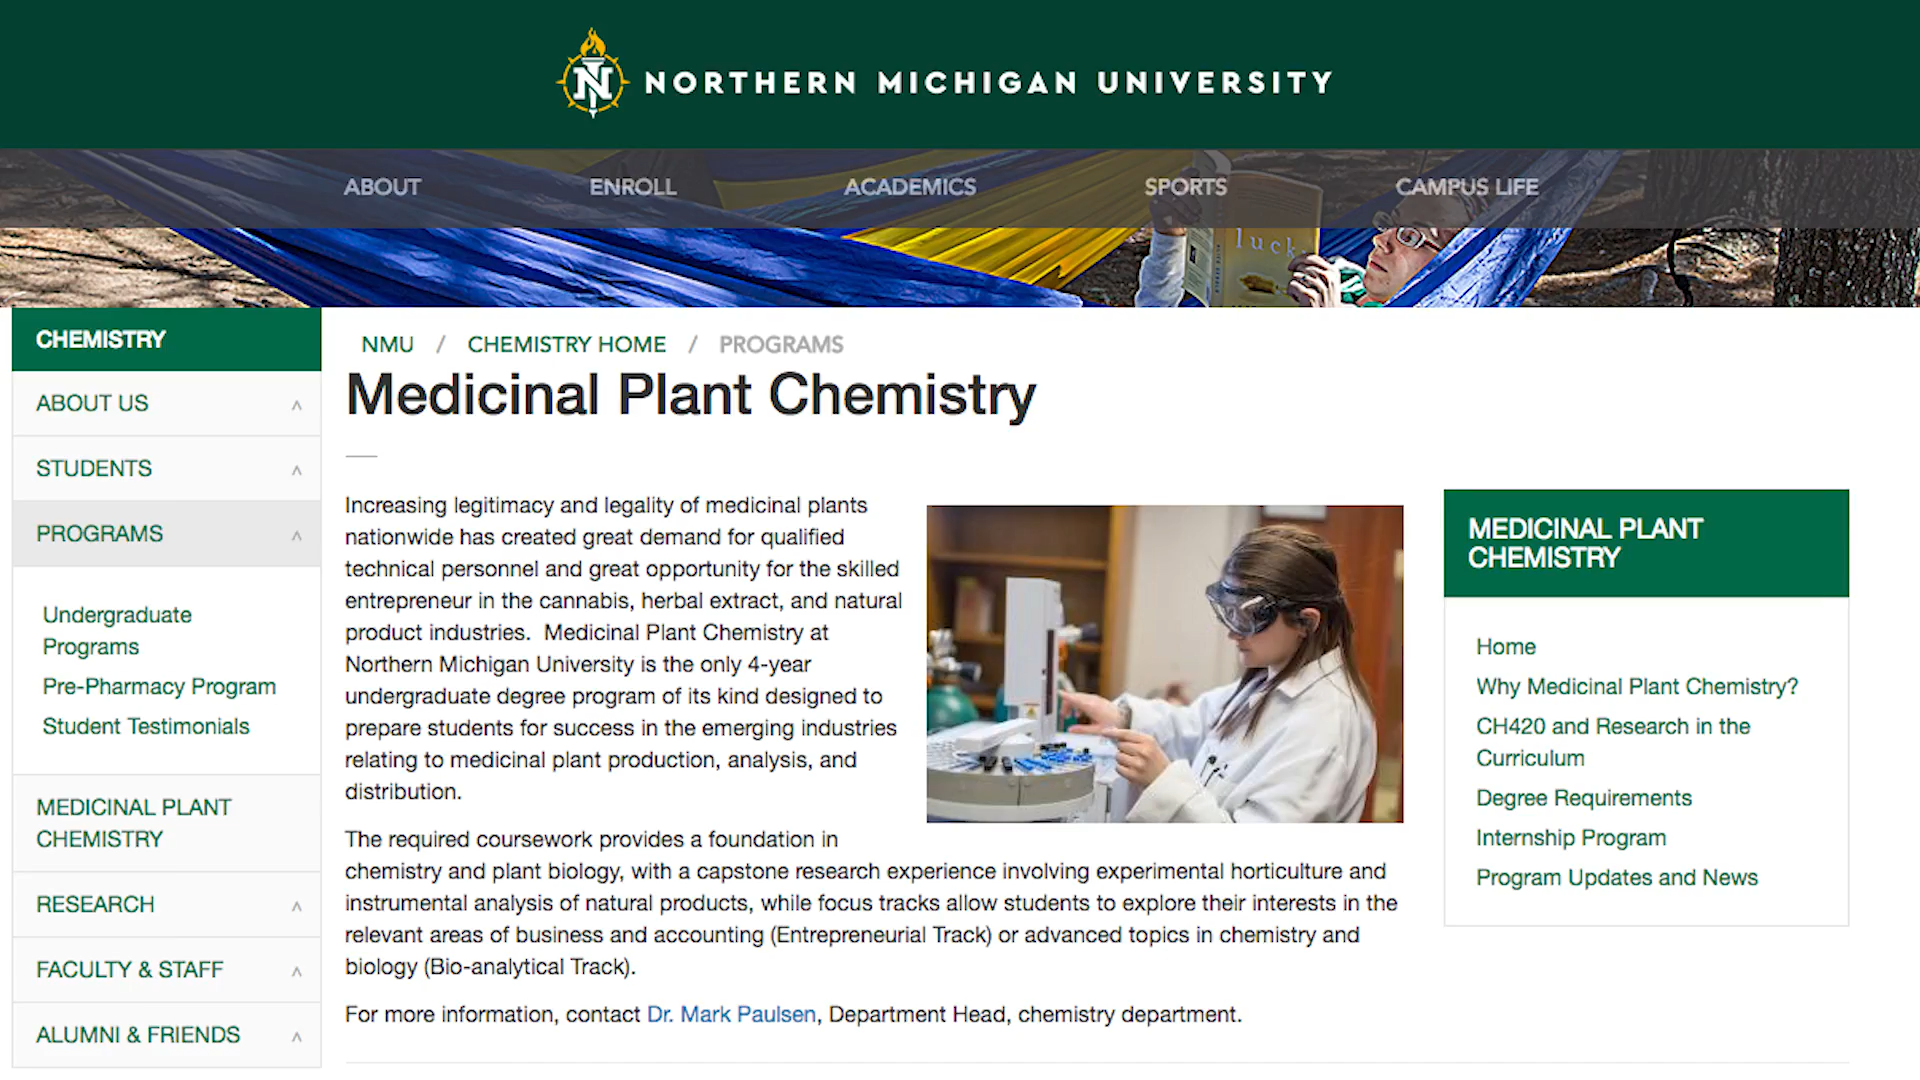 NORTHERN MICHIGAN UNIVERSITY
ABOUT
ENROLL
ACADEMICS
SPORTS
CAMPUS LIFE
luck
CHEMISTRY
ABOUT US
STUDENTS
PROGRAMS
Undergraduate
Programs
Pre-Pharmacy Program
Student Testimonials
MEDICINAL PLANT
CHEMISTRY
RESEARCH
FACULTY & STAFF
ALUMNI & FRIENDS
NMU / CHEMISTRY HOME / PROGRAMS
Medicinal Plant Chemistry
Increasing legitimacy and legality of medicinal plants
nationwide has created great demand for qualified
technical personnel and great opportunity for the skilled
entrepreneur in the cannabis, herbal extract, and natural
product industries.  Medicinal Plant Chemistry at
Northern Michigan University is the only 4-year
undergraduate degree program of its kind designed to
prepare students for success in the emerging industries
relating to medicinal plant production, analysis, and
distribution.
The required coursework provides a foundation in
chemistry and plant biology, with a capstone research experience involving experimental horticulture and
instrumental analysis of natural products, while focus tracks allow students to explore their interests in the
relevant areas of business and accounting (Entrepreneurial Track) or advanced topics in chemistry and
biology (Bio-analytical Track).
For more information, contact Dr. Mark Paulsen, Department Head, chemistry department.
MEDICINAL PLANT
CHEMISTRY
Home
Why Medicinal Plant Chemistry?
CH420 and Research in the
Curriculum
Degree Requirements
Internship Program
Program Updates and News